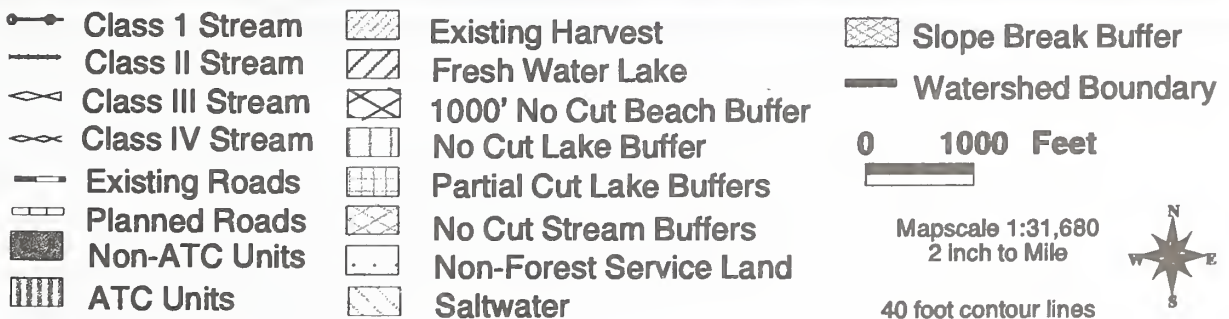 Class 1 Stream
Class II Stream
Class III Stream
Class IV Stream
Existing Roads
Planned Roads
Non-ATC Units
ATC Units
Existing Harvest
Fresh Water Lake
1000' No Cut Beach Buffer
No Cut Lake Buffer
Partial Cut Lake Buffers
No Cut Stream Buffers
Non-Forest Service Land
Saltwater
Slope Break Buffer
Watershed Boundary
0 1000 Feet
Mapscale 1:31,680
2 inch to Mile
40 foot contour lines
N
W E
S